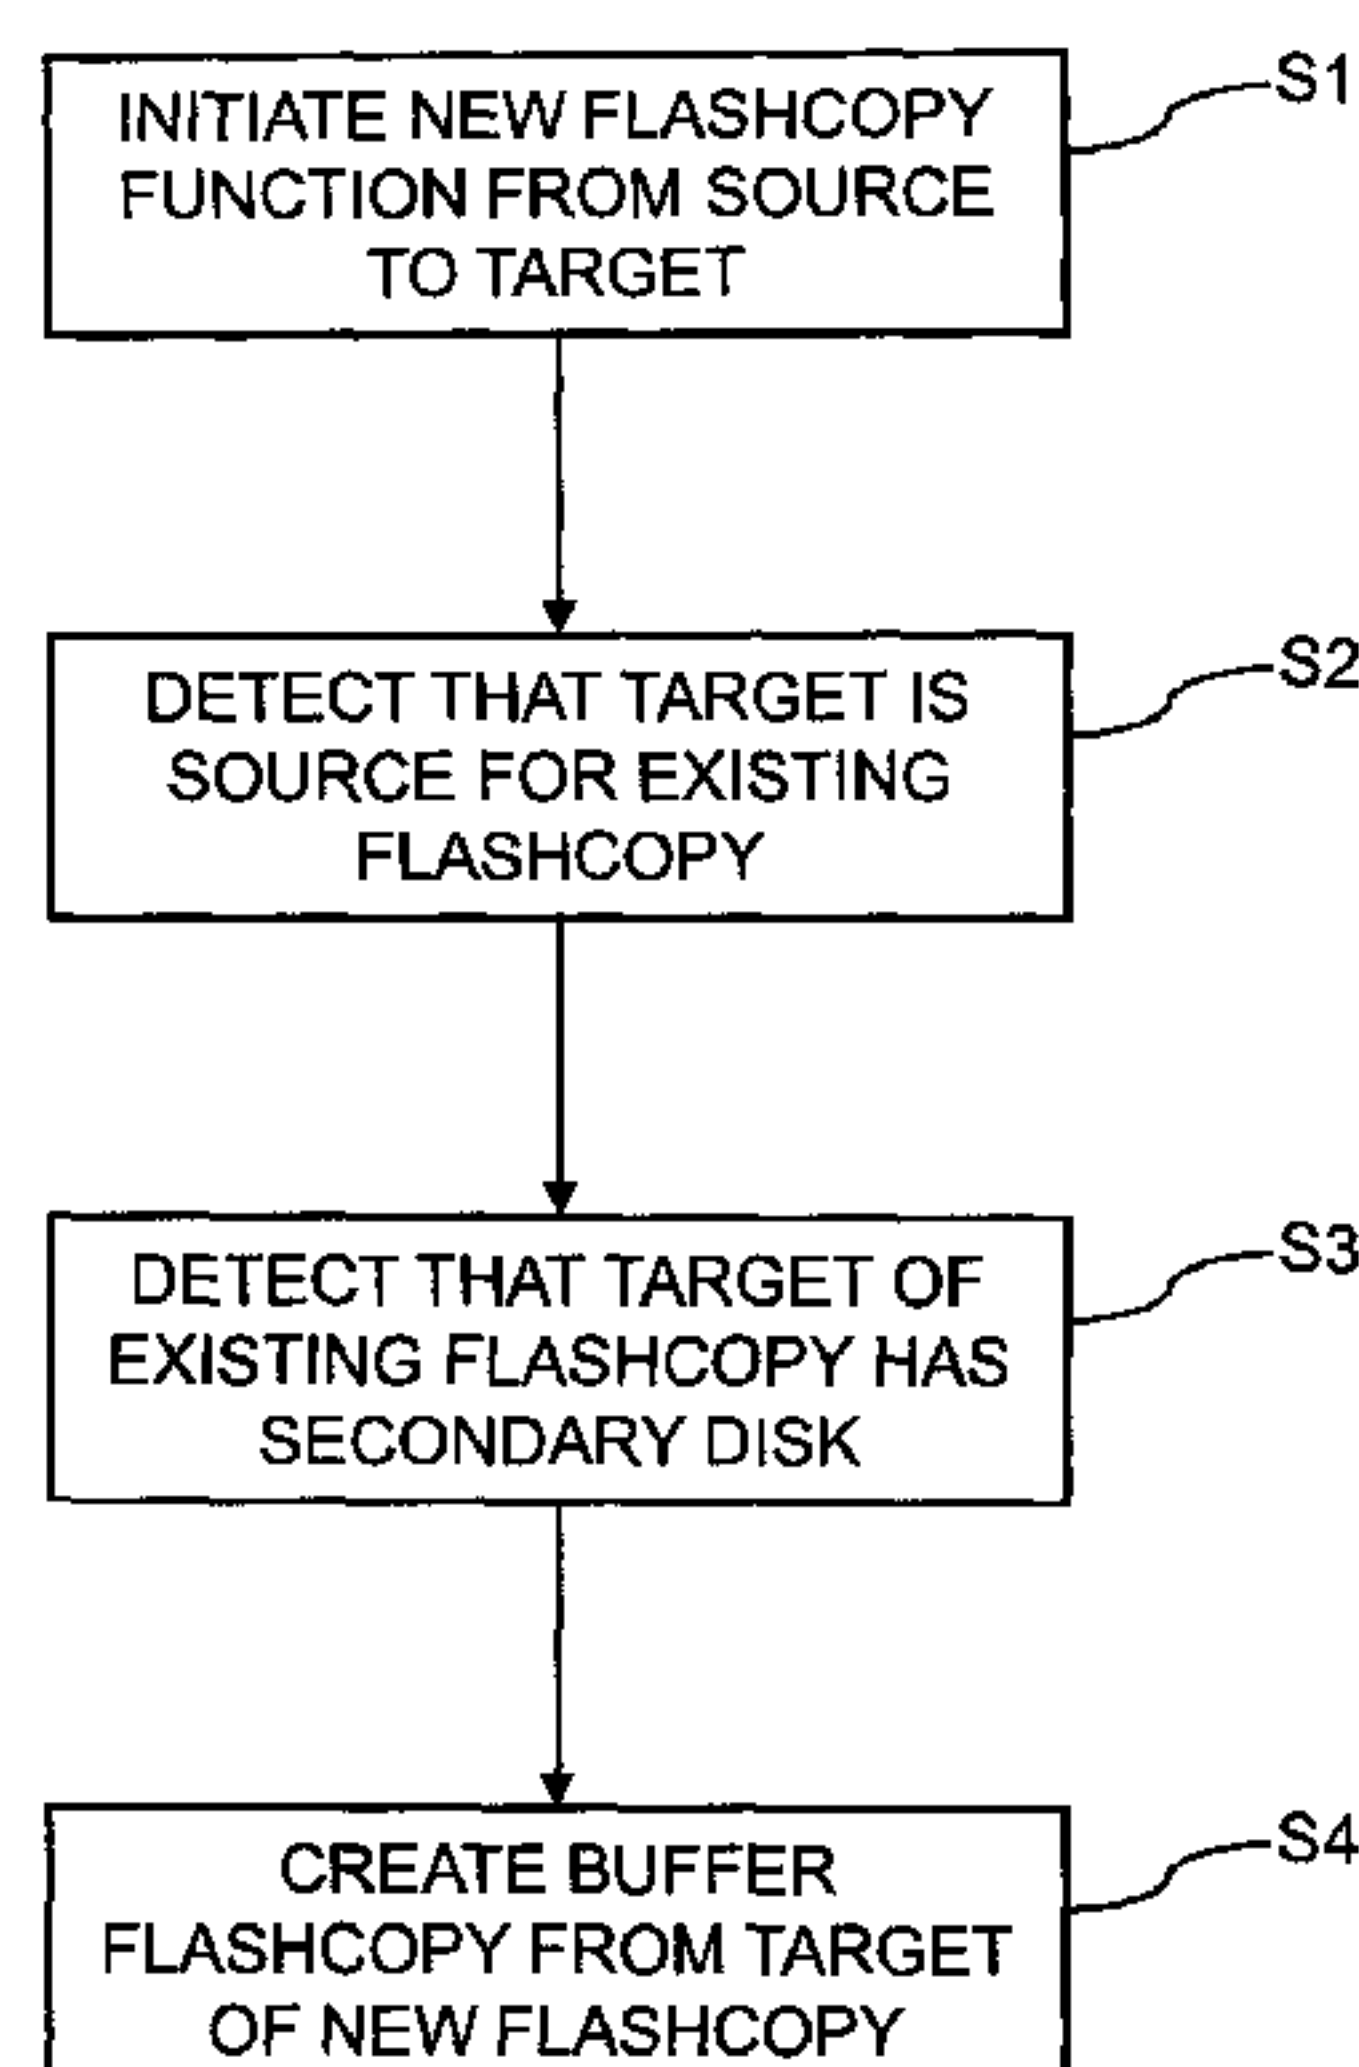 INITIATE NEW FLASHCOPY
FUNCTION FROM SOURCE
TO TARGET
S1
DETECT THAT TARGET IS
SOURCE FOR EXISTING
FLASHCOPY
S2
DETECT THAT TARGET OF
EXISTING FLASHCOPY HAS
SECONDARY DISK
S3
CREATE BUFFER
FLASHCOPY FROM TARGET
OF NEW FLASHCOPY
S4